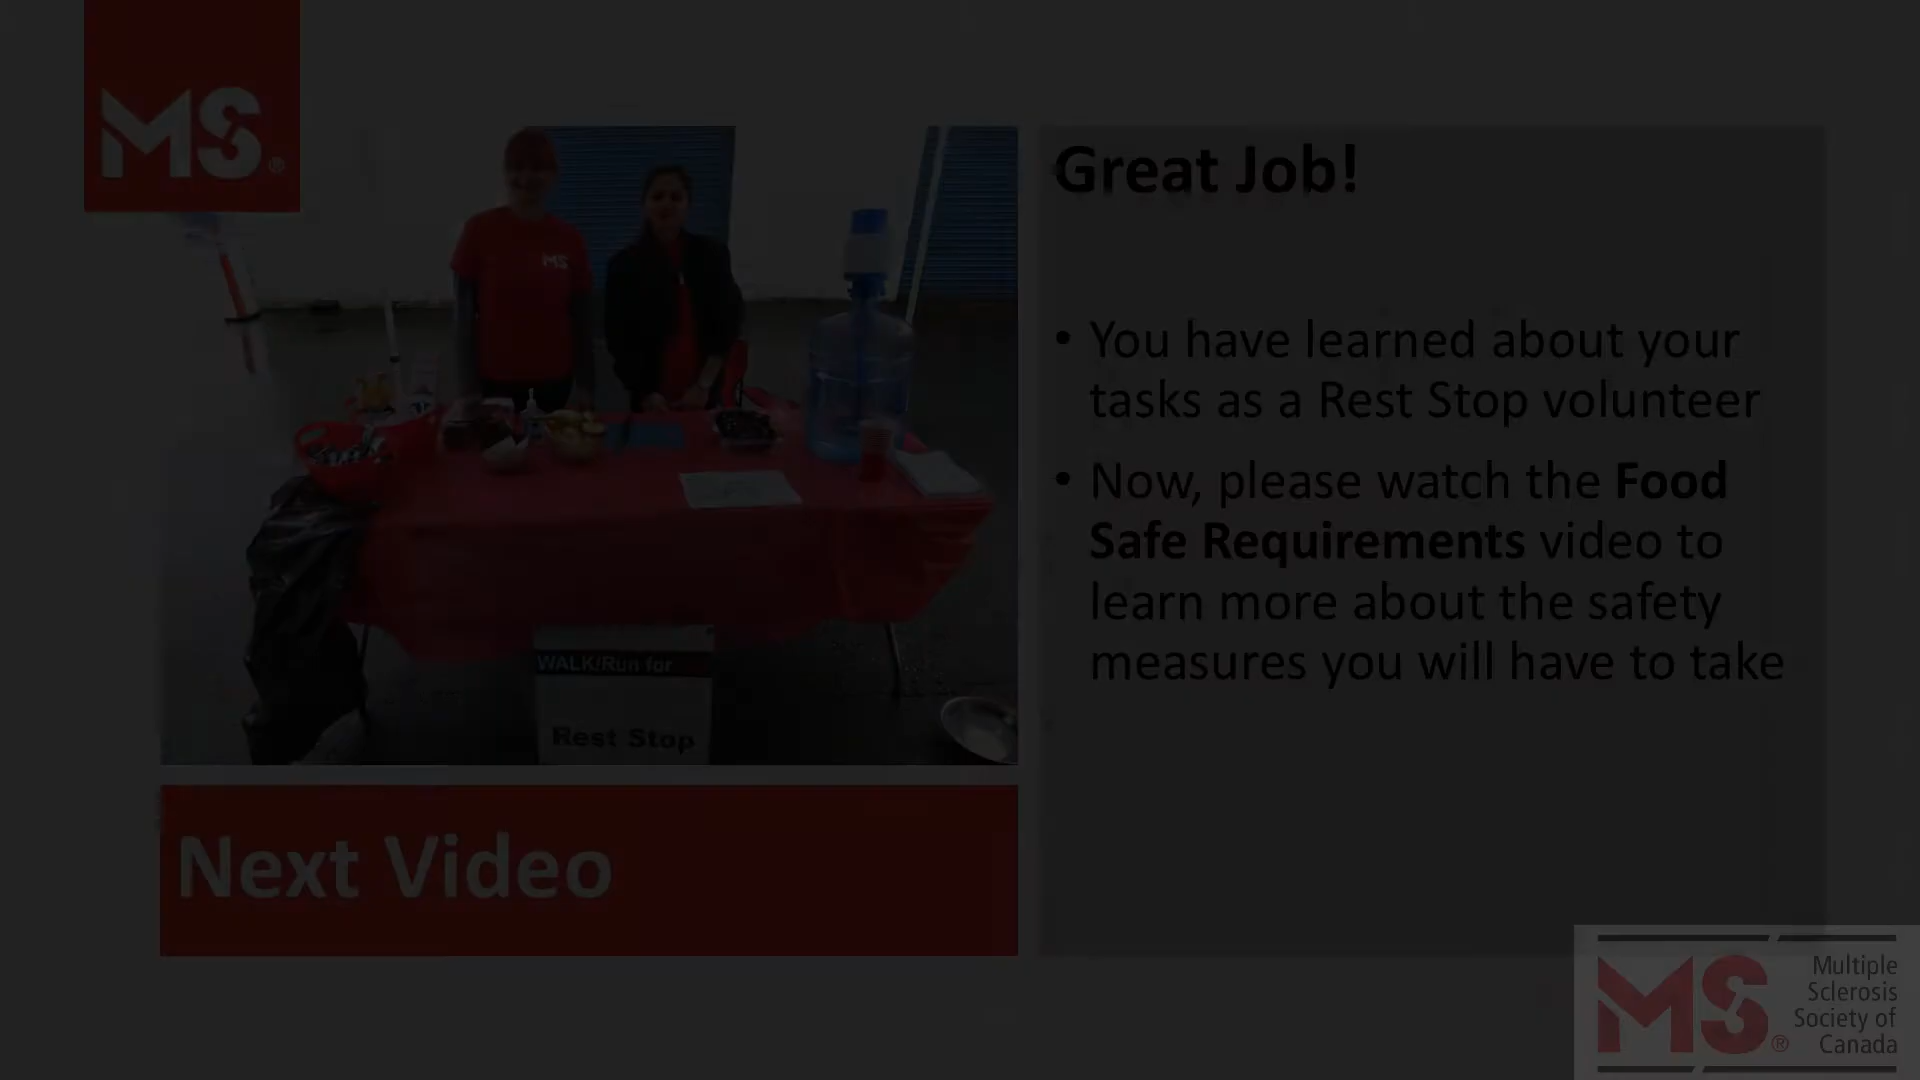 MS®
MS
WALK/Run for
Rest Stop
Next Video
Great Job!
• You have learned about your
tasks as a Rest Stop volunteer
• Now, please watch the Food
Safe Requirements video to
learn more about the safety
measures you will have to take
MS®
Multiple
Sclerosis
Society of
Canada